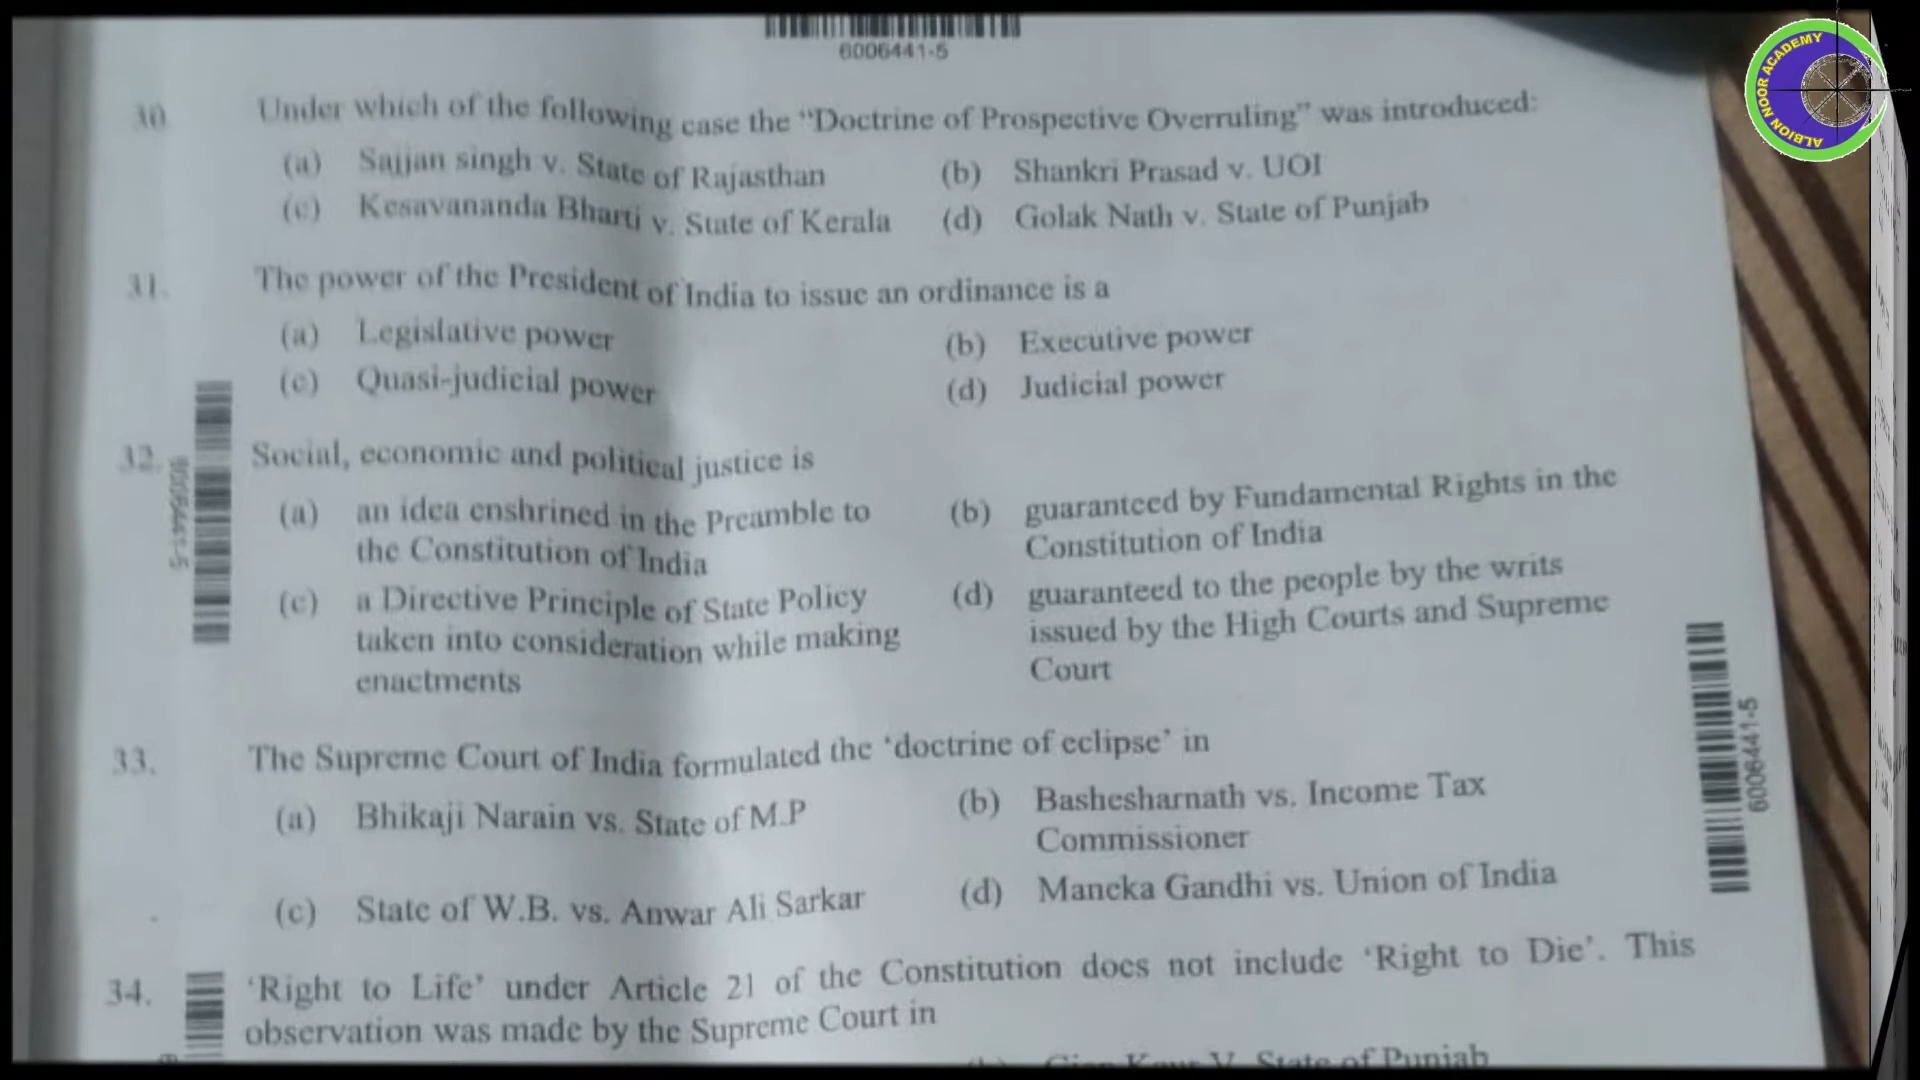 6006441-5
ALBION NOOR ACADEMY
30. Under which of the following case the “Doctrine of Prospective Overruling” was introduced:
(a) Sajjan singh v. State of Rajasthan (b) Shankri Prasad v. UOI
(c) Kesavananda Bharti v. State of Kerala (d) Golak Nath v. State of Punjab
31. The power of the President of India to issue an ordinance is a
(a) Legislative power (b) Executive power
(c) Quasi-judicial power (d) Judicial power
32. Social, economic and political justice is
(a) an idea enshrined in the Preamble to (b) guaranteed by Fundamental Rights in the
the Constitution of India Constitution of India
(c) a Directive Principle of State Policy (d) guaranteed to the people by the writs
taken into consideration while making issued by the High Courts and Supreme
enactments Court
6006441-5
6006441-5
33. The Supreme Court of India formulated the ‘doctrine of eclipse’ in
(a) Bhikaji Narain vs. State of M.P (b) Bashesharnath vs. Income Tax
Commissioner
(c) State of W.B. vs. Anwar Ali Sarkar (d) Maneka Gandhi vs. Union of India
34. ‘Right to Life’ under Article 21 of the Constitution does not include ‘Right to Die’. This
observation was made by the Supreme Court in
(b) Gian Kaur V. State of Punjab